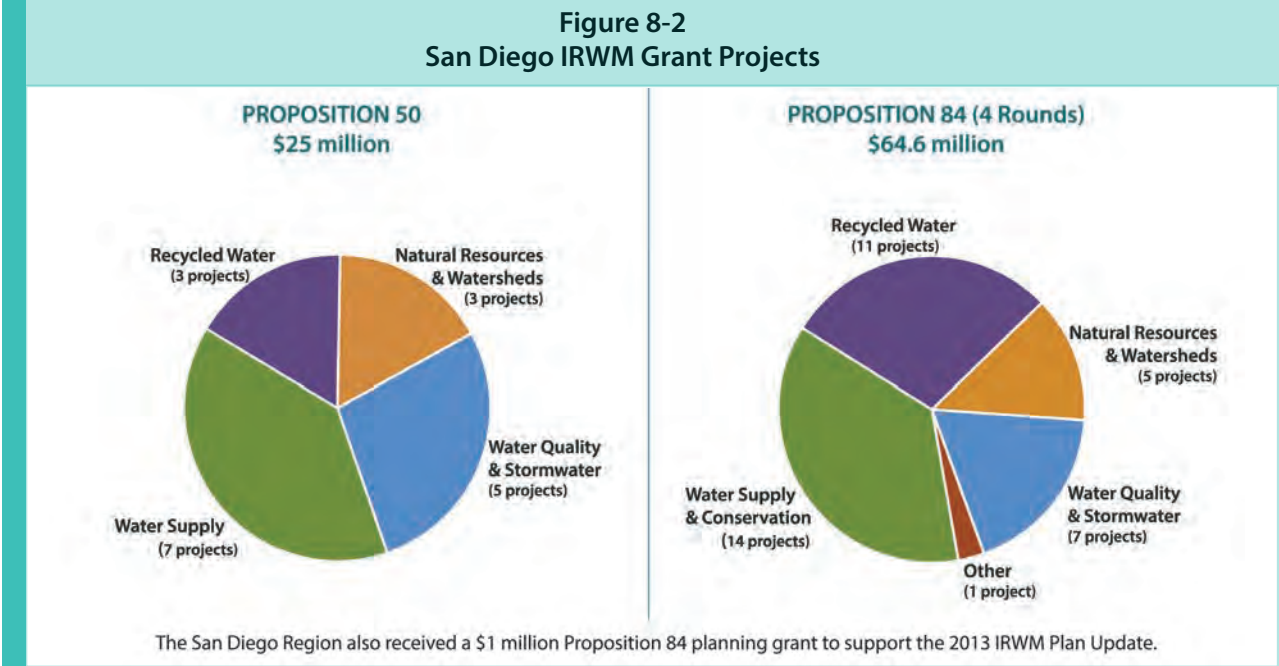 Figure 8-2
San Diego IRWM Grant Projects
PROPOSITION 50
$25 million
Recycled Water
(3 projects)
Natural Resources
& Watersheds
(3 projects)
Water Quality
& Stormwater
(5 projects)
Water Supply
(7 projects)
PROPOSITION 84 (4 Rounds)
$64.6 million
Recycled Water
(11 projects)
Natural Resources
& Watersheds
(5 projects)
Water Quality
& Stormwater
(7 projects)
Other
(1 project)
Water Supply
& Conservation
(14 projects)
The San Diego Region also received a $1 million Proposition 84 planning grant to support the 2013 IRWM Plan Update.